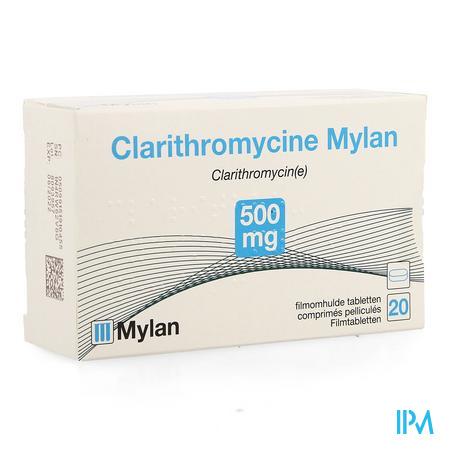 Clarithromycine Mylan
Clarithromycin(e)
500
mg
filmomhulde tabletten
comprimés pelliculés
Filmtabletten
20
Mylan
IPM